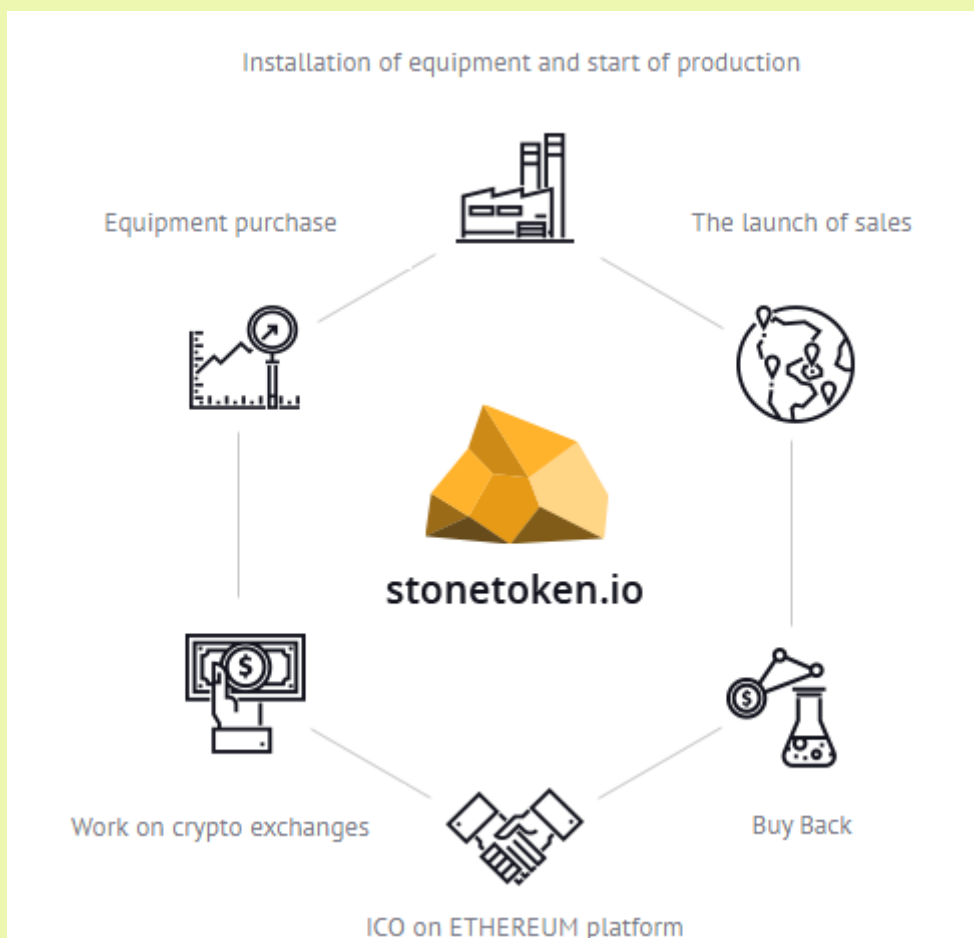 Installation of equipment and start of production
Equipment purchase
The launch of sales
$
stonetoken.io
$
Work on crypto exchanges
Buy Back
ICO on ETHEREUM platform